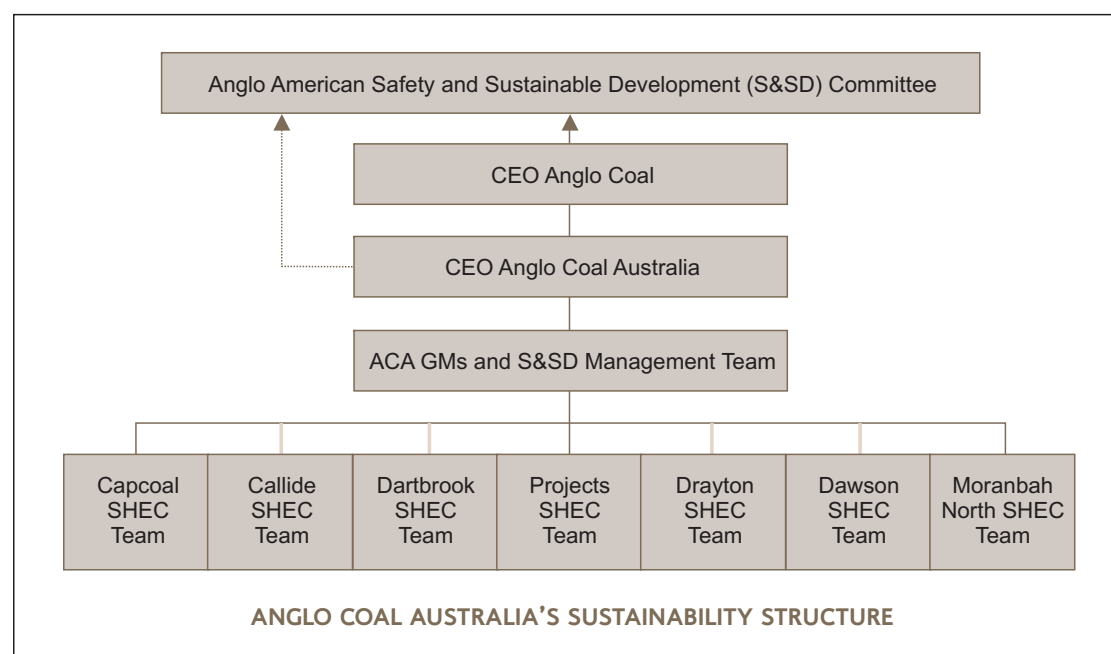 Anglo American Safety and Sustainable Development (S&SD) Committee
CEO Anglo Coal
CEO Anglo Coal Australia
ACA GMs and S&SD Management Team
Capcoal
SHEC
Team
Callide
SHEC
Team
Dartbrook
SHEC
Team
Projects
SHEC
Team
Drayton
SHEC
Team
Dawson
SHEC
Team
Moranbah
North SHEC
Team
ANGLO COAL AUSTRALIA’S SUSTAINABILITY STRUCTURE